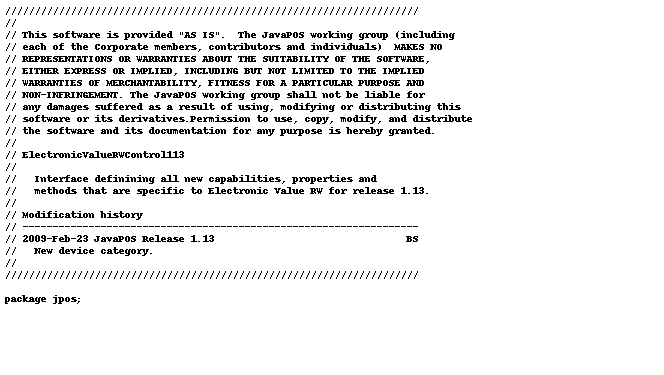 //////////////////////////////////////////////////////////////////////
//
// This software is provided "AS IS".  The JavaPOS working group (including
// each of the Corporate members, contributors and individuals)  MAKES NO
// REPRESENTATIONS OR WARRANTIES ABOUT THE SUITABILITY OF THE SOFTWARE,
// EITHER EXPRESS OR IMPLIED, INCLUDING BUT NOT LIMITED TO THE IMPLIED
// WARRANTIES OF MERCHANTABILITY, FITNESS FOR A PARTICULAR PURPOSE AND
// NON-INFRINGEMENT. The JavaPOS working group shall not be liable for
// any damages suffered as a result of using, modifying or distributing this
// software or its derivatives.Permission to use, copy, modify, and distribute
// the software and its documentation for any purpose is hereby granted.
//
// ElectronicValueRWControl113
//
//   Interface definining all new capabilities, properties and
//   methods that are specific to Electronic Value RW for release 1.13.
//
// Modification history
// ------------------------------------------------------------------
// 2009-Feb-23 JavaPOS Release 1.13                                BS
//   New device category.
//
//////////////////////////////////////////////////////////////////////
package jpos;